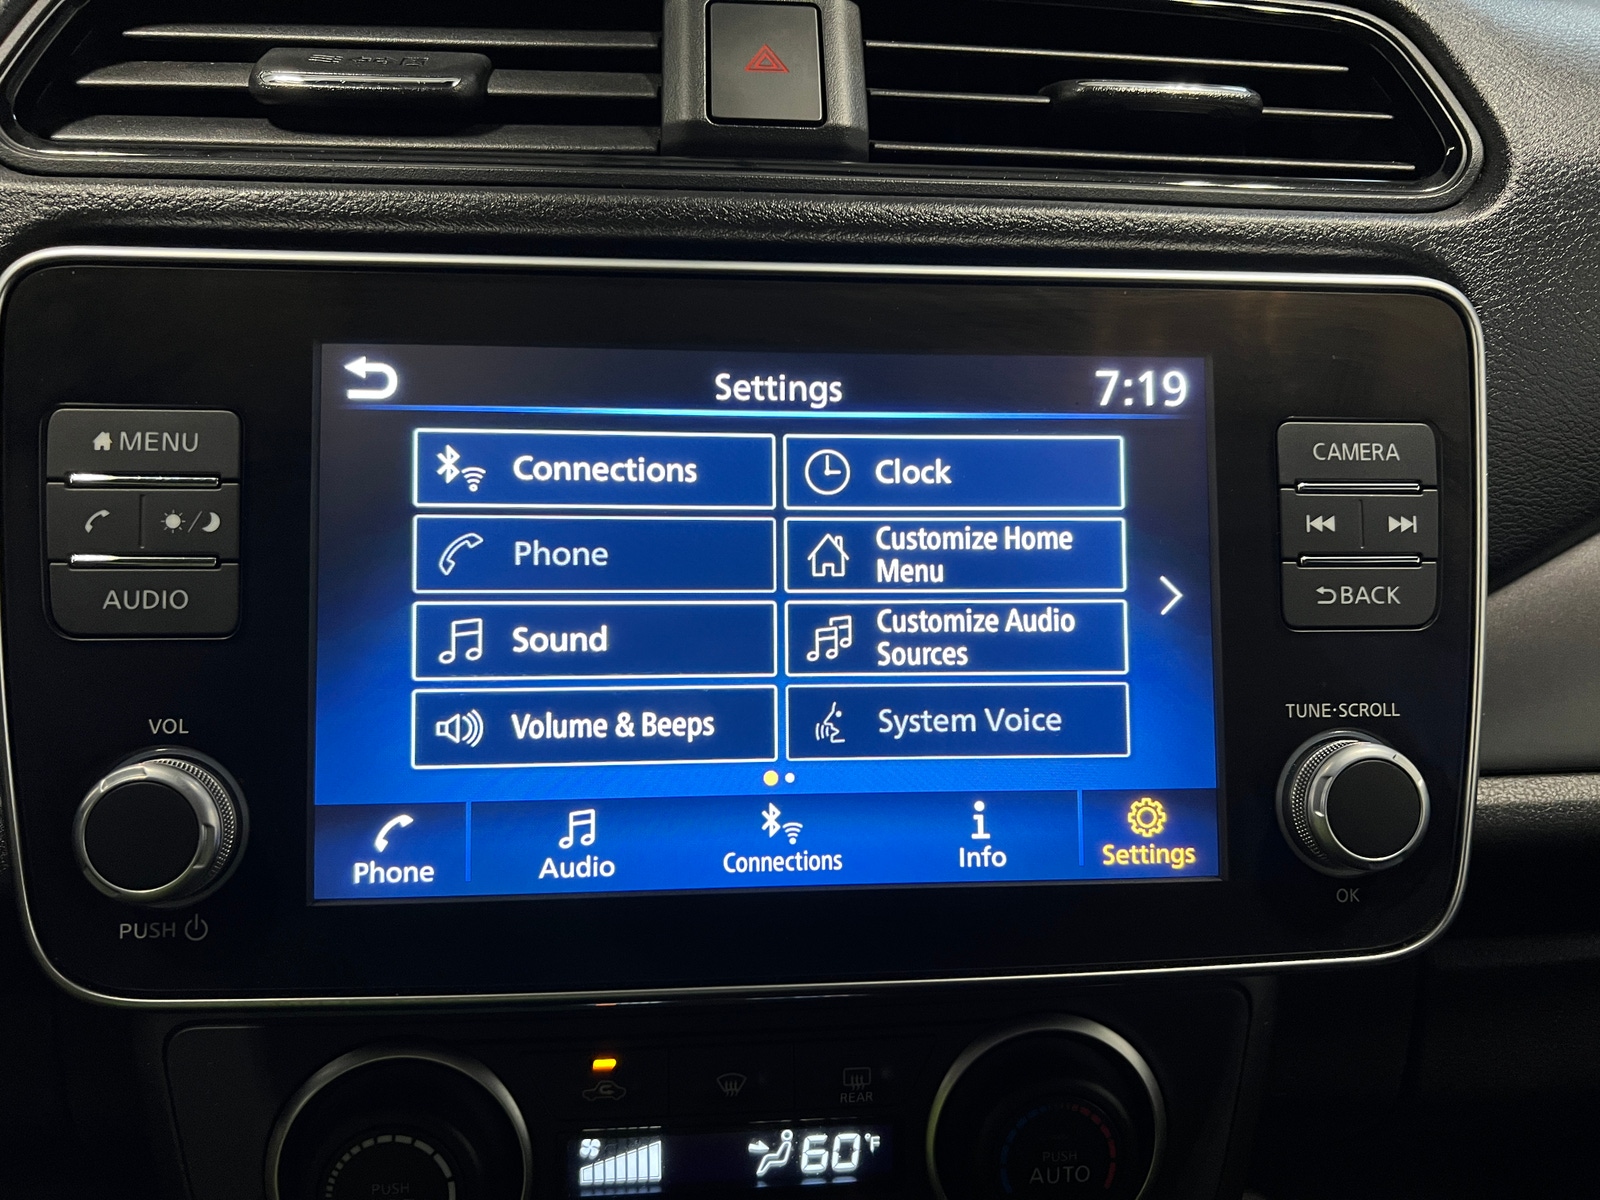 Settings
7:19
MENU
AUDIO
VOL
PUSH
Connections
Clock
Phone
Customize Home
Menu
Sound
Customize Audio
Sources
Volume & Beeps
System Voice
Phone
Audio
Connections
Info
Settings
CAMERA
BACK
TUNE·SCROLL
OK
REAR
60°F
PUSH
PUSH
AUTO